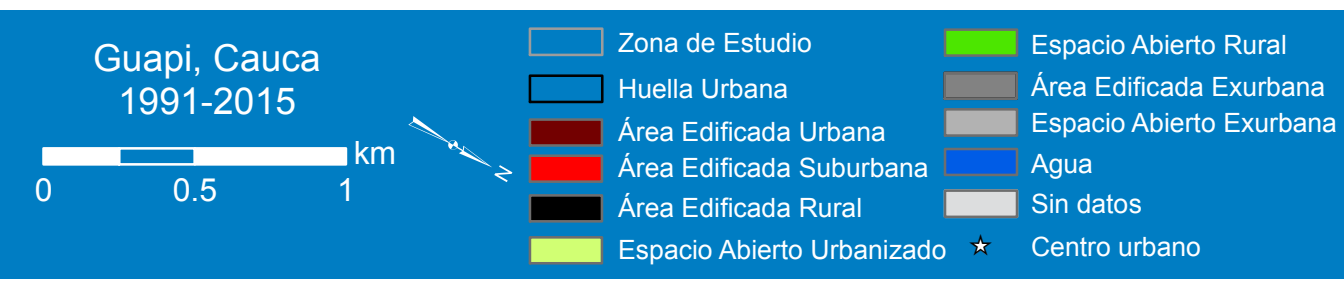 Guapi, Cauca
1991-2015
km
0 0.5 1
N
Zona de Estudio
Huella Urbana
Área Edificada Urbana
Área Edificada Suburbana
Área Edificada Rural
Espacio Abierto Urbanizado
Espacio Abierto Rural
Área Edificada Exurbana
Espacio Abierto Exurbana
Agua
Sin datos
Centro urbano